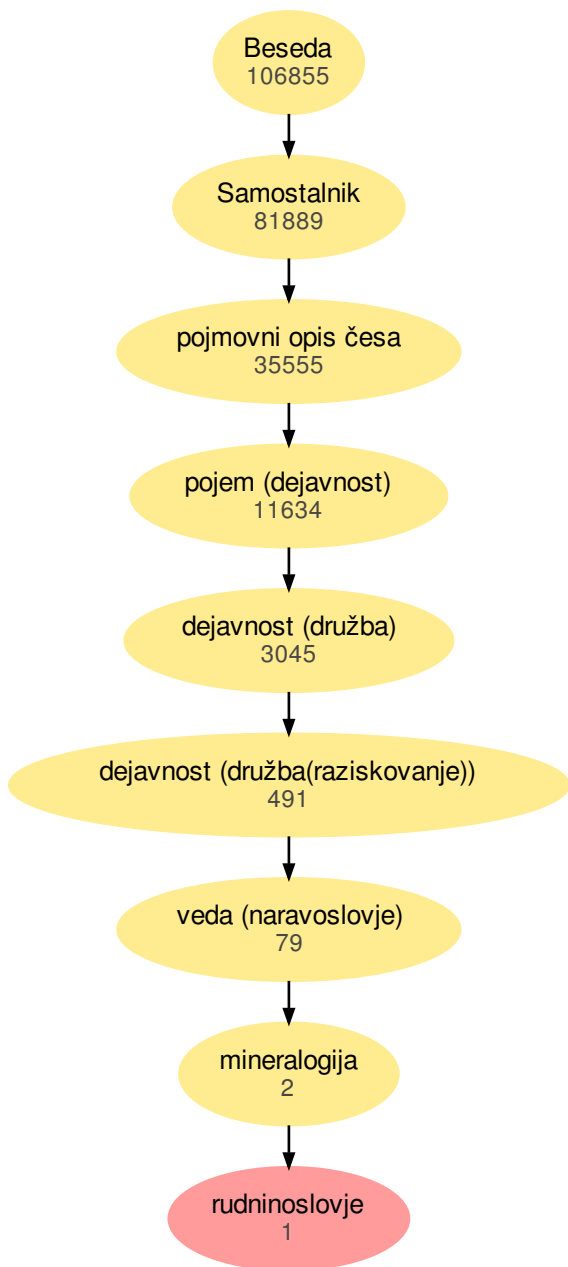 Beseda
106855
Samostalnik
81889
pojmovni opis česa
35555
pojem (dejavnost)
11634
dejavnost (družba)
3045
dejavnost (družba(raziskovanje))
491
veda (naravoslovje)
79
mineralogija
2
rudninoslovje
1